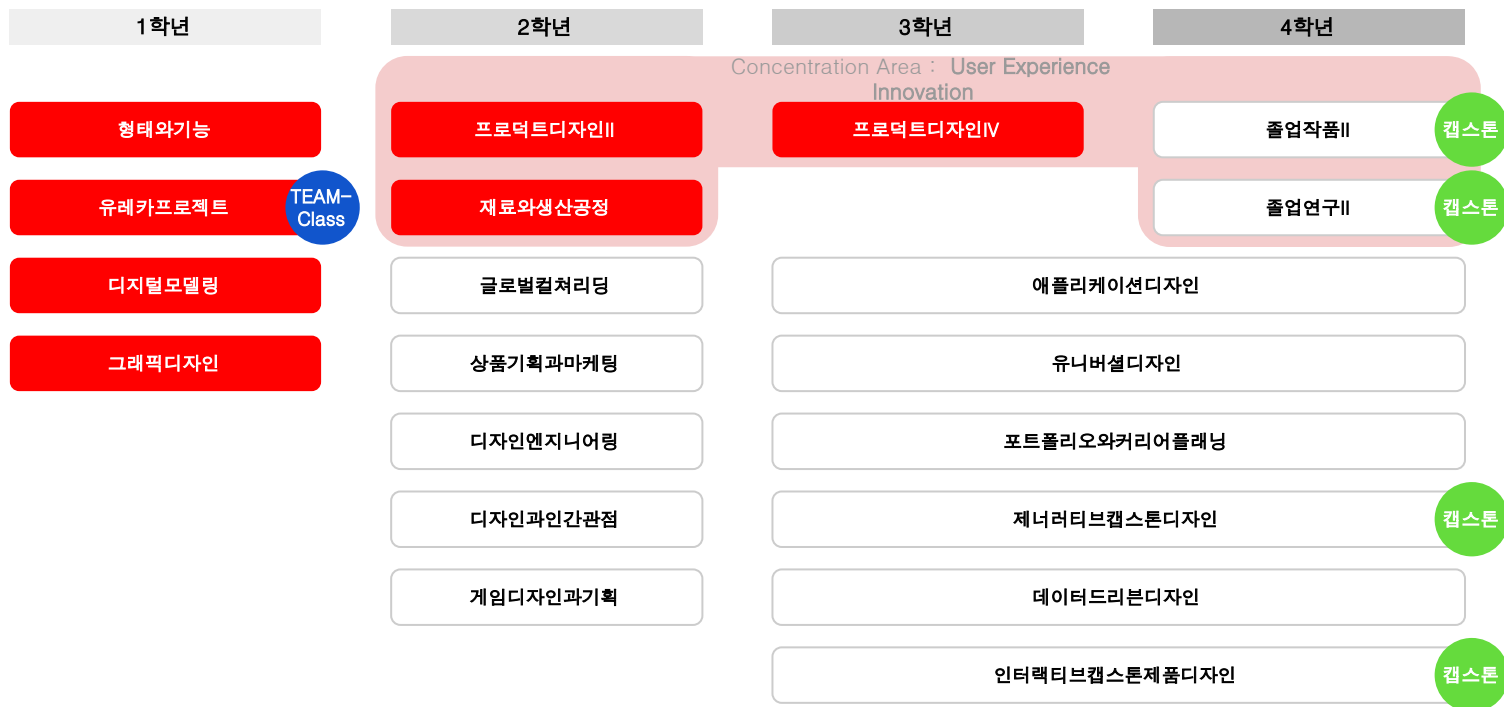 1학년
2학년
3학년
4학년
Concentration Area : User Experience
Innovation
형태와기능
프로덕트디자인II
프로덕트디자인IV
졸업작품II
캡스톤
유레카프로젝트
TEAM-
Class
재료와생산공정
졸업연구II
캡스톤
디지털모델링
글로벌컬쳐리딩
애플리케이션디자인
그래픽디자인
상품기획과마케팅
유니버셜디자인
디자인엔지니어링
포트폴리오와커리어플래닝
디자인과인간관점
제너러티브캡스톤디자인
캡스톤
게임디자인과기획
데이터드리븐디자인
인터랙티브캡스톤제품디자인
캡스톤